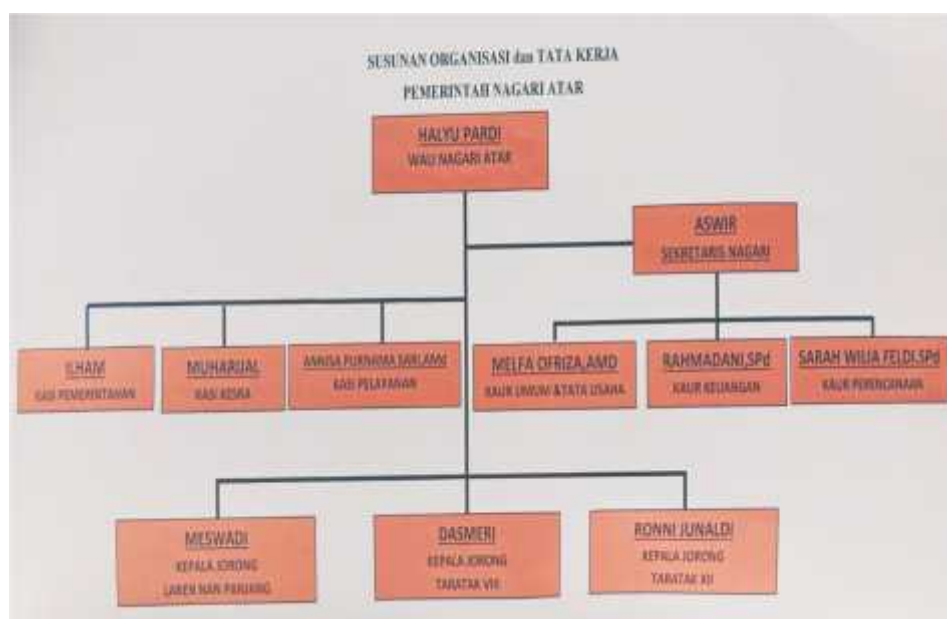 SUSUNAN ORGANISASI dan TATA KERJA
PEMERINTAH NAGARI ATAR
HALYU PARDI
WALI NAGARI ATAR
ASWIR
SEKRETARIS NAGARI
ILHAM
KASI PEMERINTAHAN
MUHARIJAL
KASI KESRA
ANNISA PURNAMA SARI,AMd
KASI PELAYANAN
MELFA OFRIZA,AMD
KAUR UMUM &TATA USAHA
RAHMADANI,SPd
KAUR KEUANGAN
SARAH WILIA FELDI,SPd
KAUR PERENCANAAN
MESWADI
KEPALA JORONG
NAN PANJANG
DASMERI
KEPALA JORONG
TARATAK VIII
RONNI JUNALDI
KEPALA JORONG
TARATAK XII